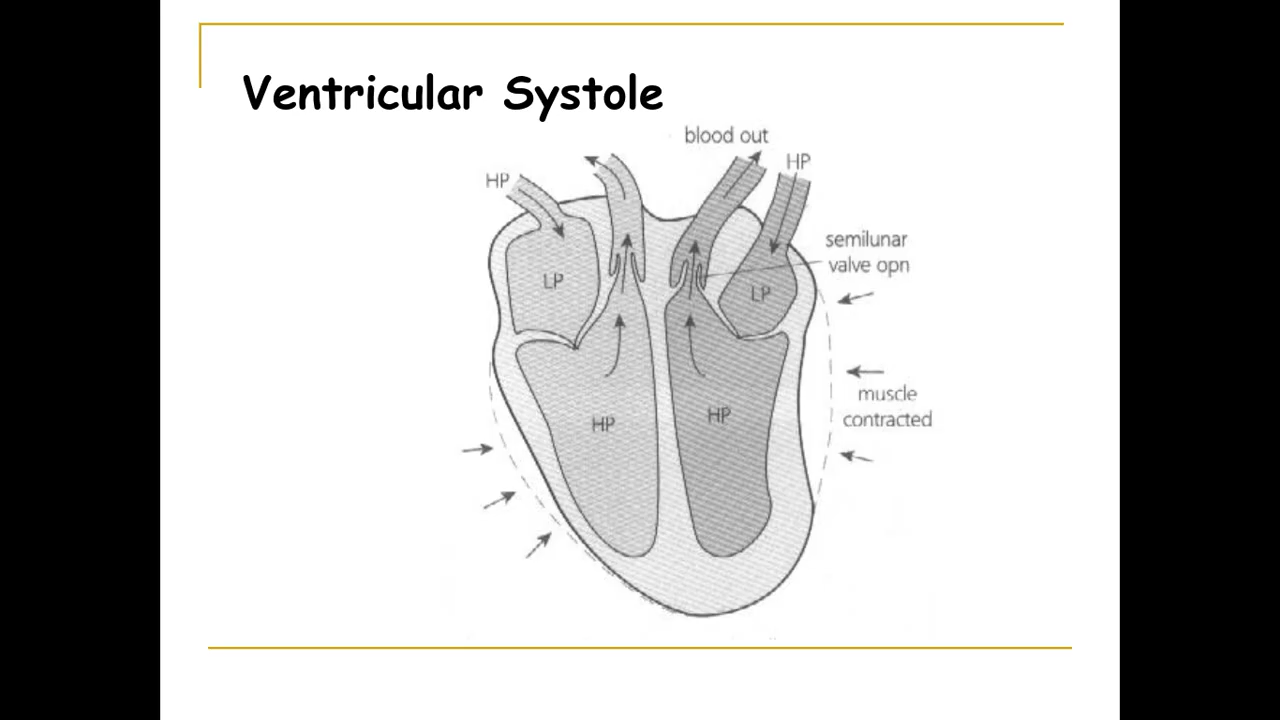 Ventricular Systole
blood out
HP
HP
semilunar
valve opn
LP
LP
muscle
contracted
HP
HP